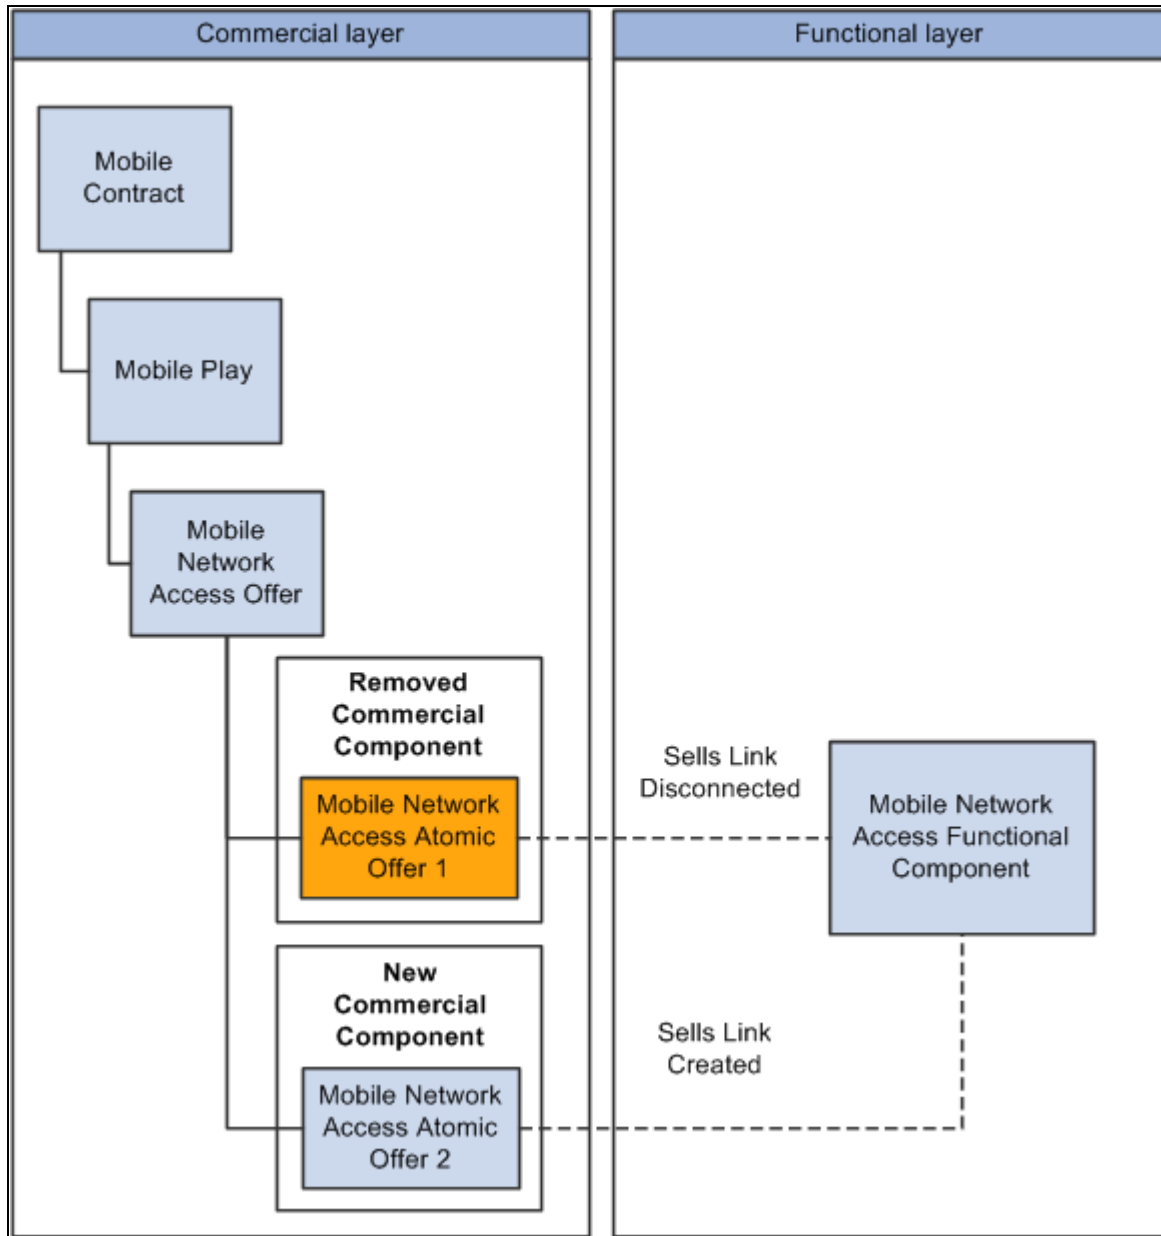 Commercial layer
Functional layer
Mobile
Contract
Mobile Play
Mobile
Network
Access Offer
Removed
Commercial
Component
Mobile Network
Access Atomic
Offer 1
Sells Link
Disconnected
Mobile Network
Access Functional
Component
New
Commercial
Component
Mobile Network
Access Atomic
Offer 2
Sells Link
Created